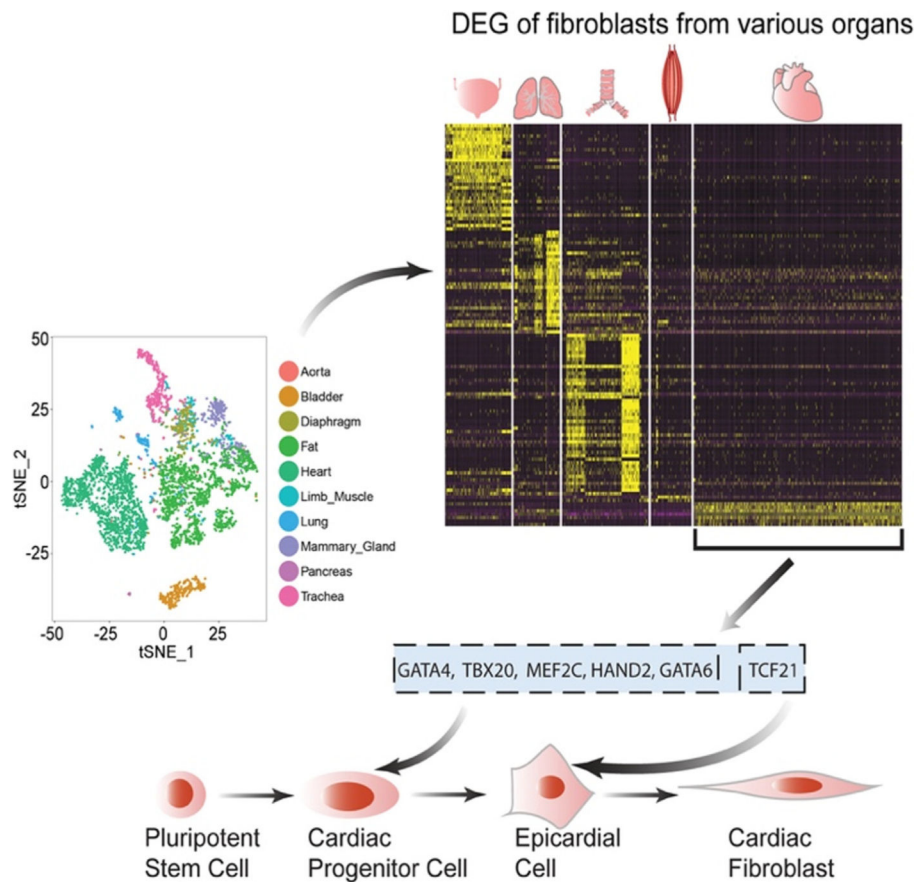 DEG of fibroblasts from various organs
50
25
0
-25
-50
-25
0
25
tSNE_2
tSNE_1
Aorta
Bladder
Diaphragm
Fat
Heart
Limb_Muscle
Lung
Mammary_Gland
Pancreas
Trachea
GATA4, TBX20, MEF2C, HAND2, GATA6
TCF21
Pluripotent
Stem Cell
Cardiac
Progenitor Cell
Epicardial
Cell
Cardiac
Fibroblast